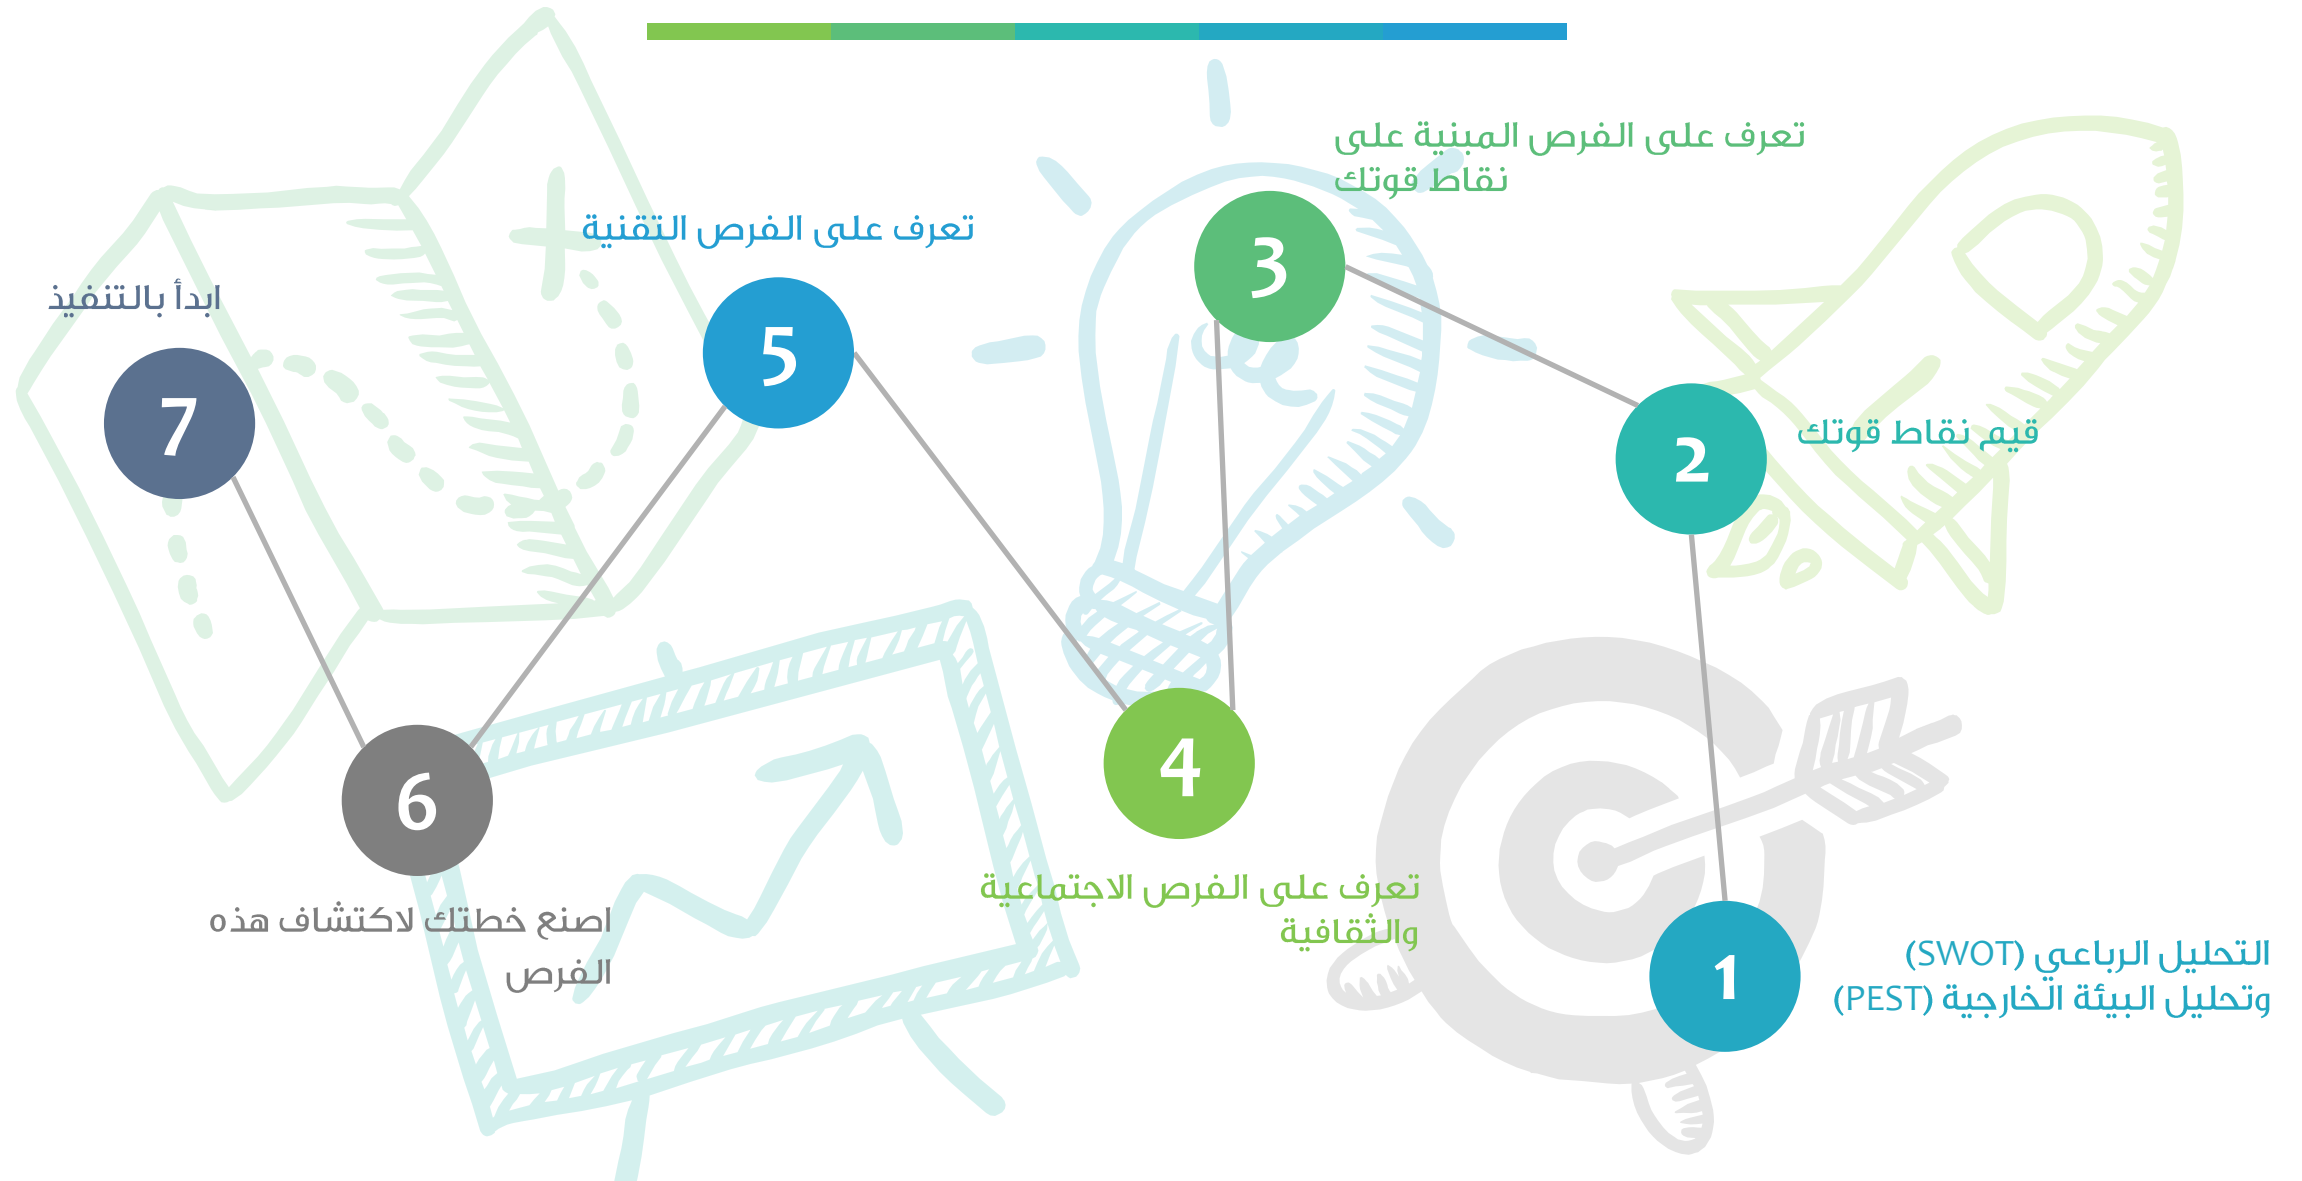 1
التحليل الرباعي (SWOT)
وتحليل البيئة الخارجية (PEST)
2
قيم نقاط قوتك
3
تعرف على الفرص المبنية على
نقاط قوتك
4
تعرف على الفرص الاجتماعية
والثقافية
5
تعرف على الفرص التقنية
6
اصنع خطتك لاكتشاف هذه
الفرص
7
ابدأ بالتنفيذ